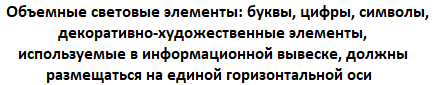 Объемные световые элементы: буквы, цифры, символы,
декоративно-художественные элементы,
используемые в информационной вывеске, должны
размещаться на единой горизонтальной оси